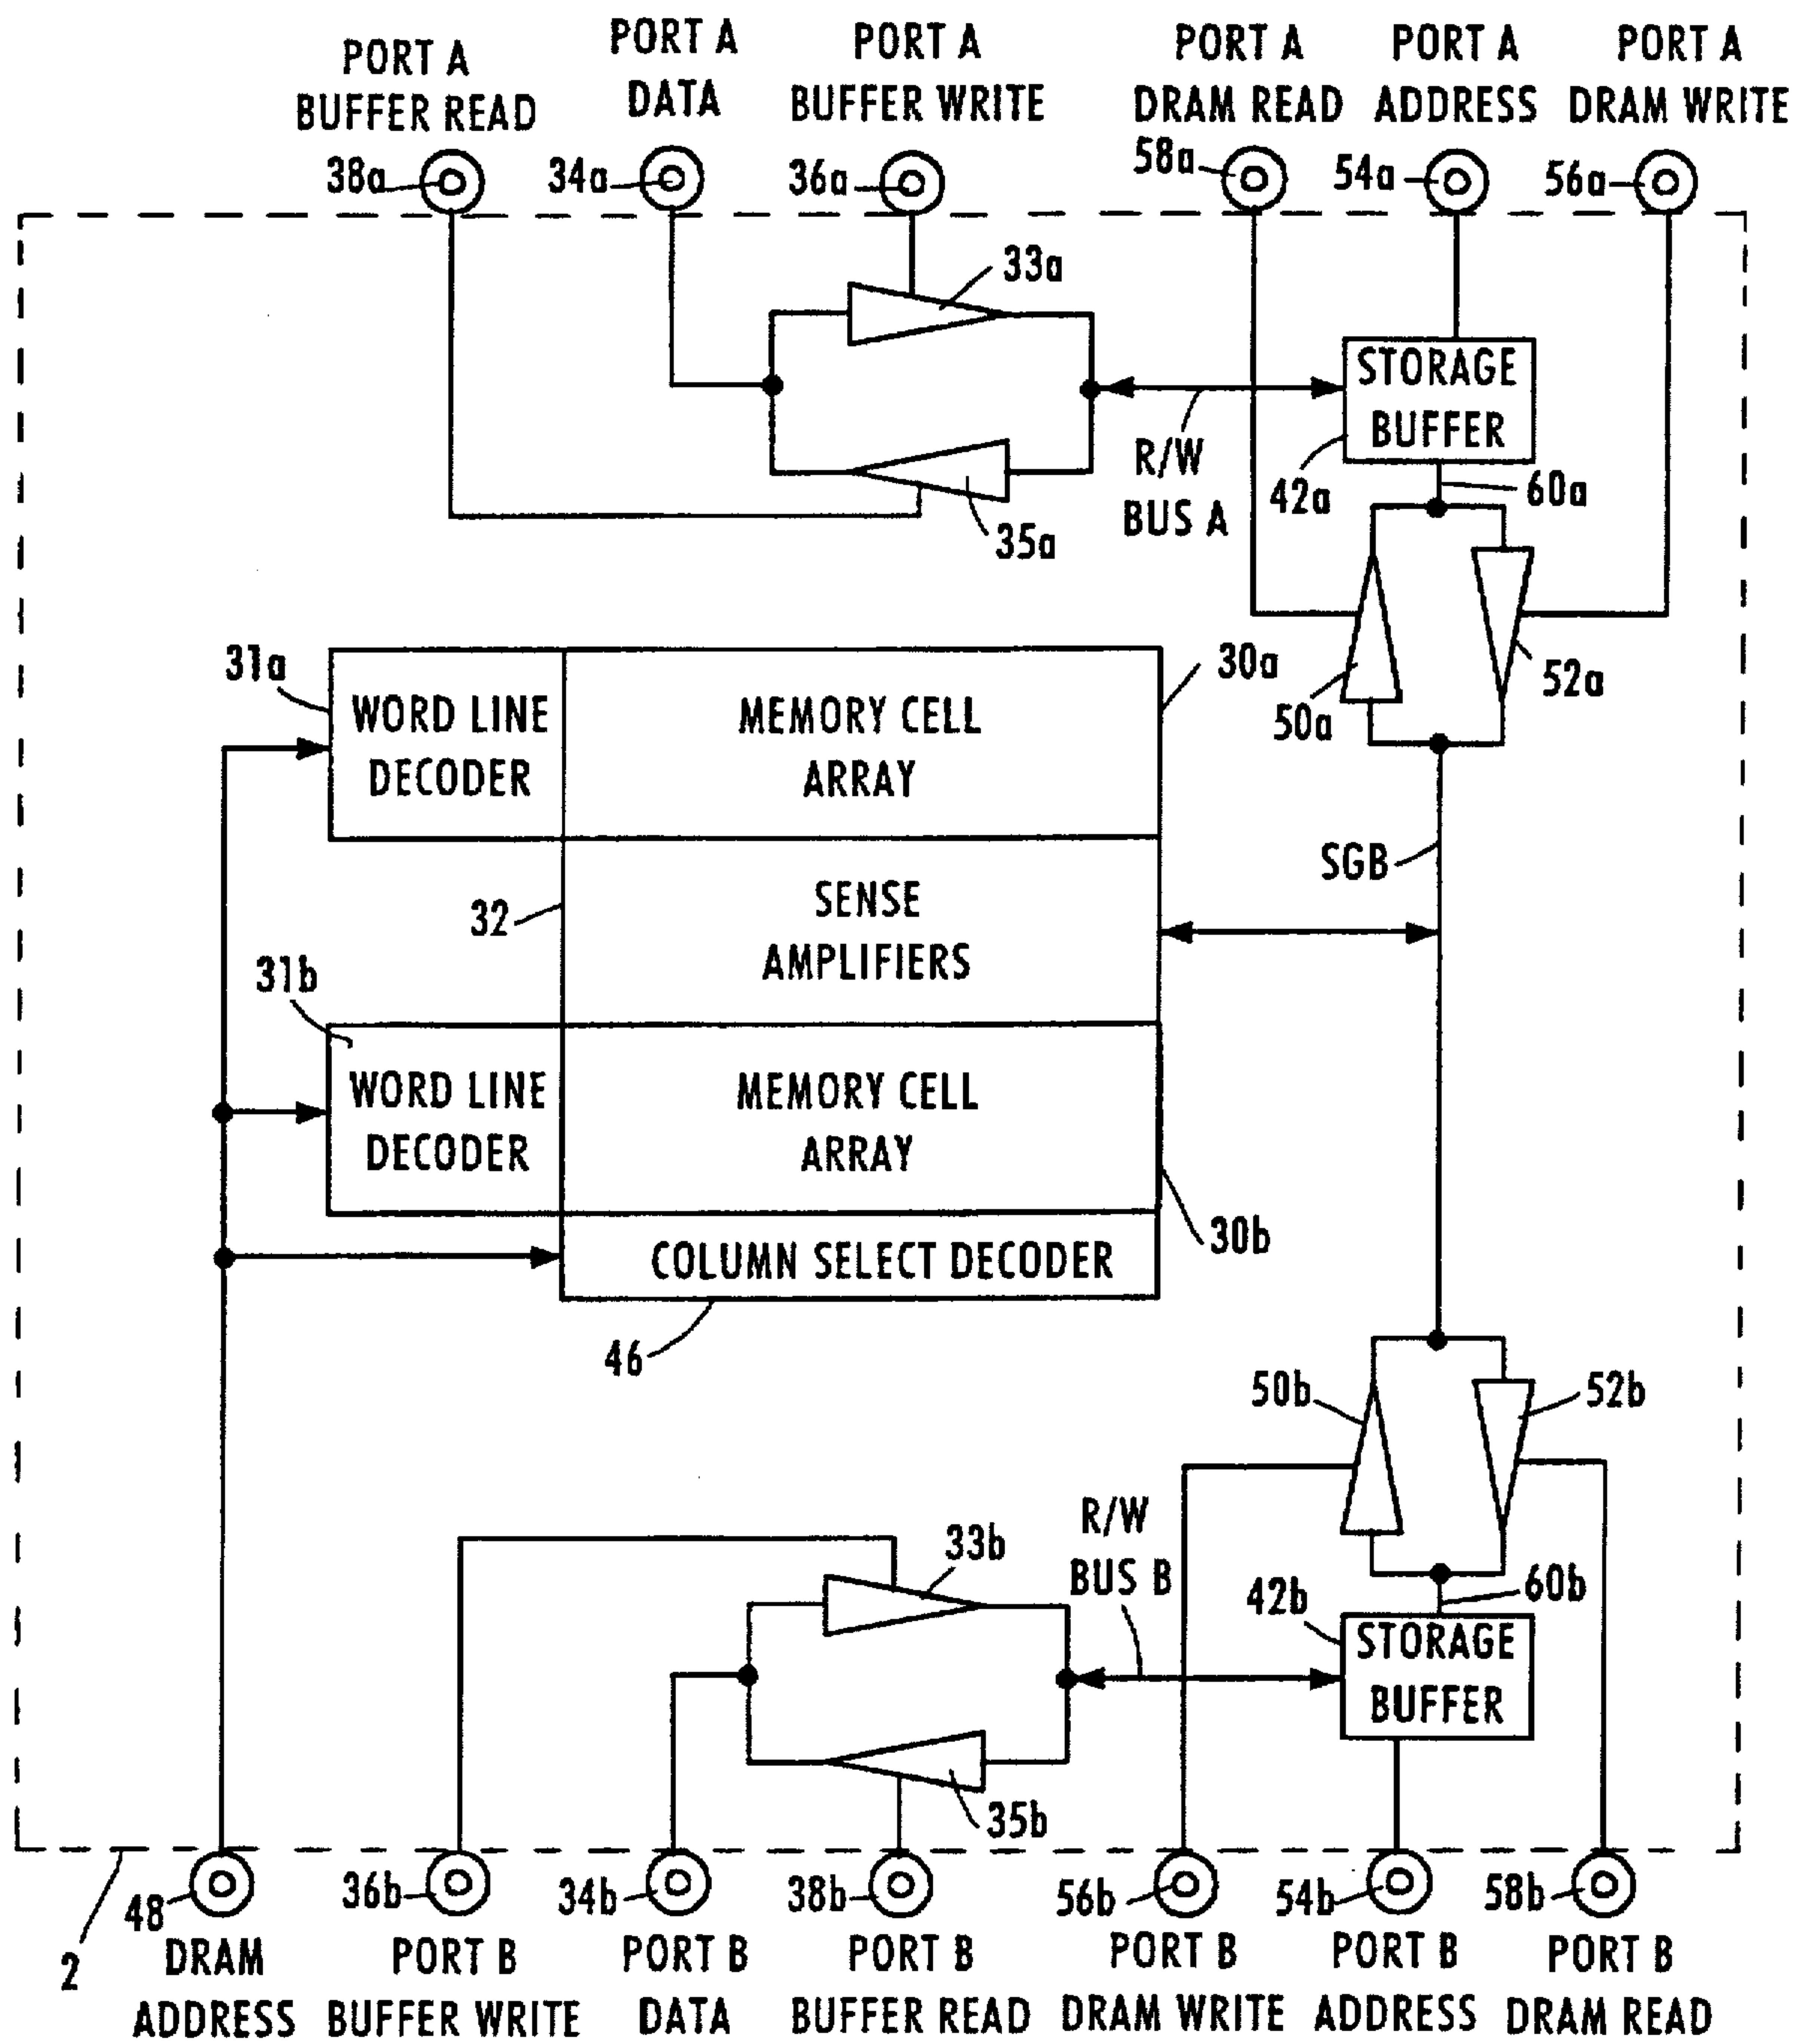 PORT A
BUFFER READ
PORT A
DATA
PORT A
BUFFER WRITE
PORT A
DRAM READ
PORT A
ADDRESS
PORT A
DRAM WRITE
38a
34a
36a
58a
54a
56a
33a
STORAGE
BUFFER
R/W
BUS A
42a
60a
35a
31a
WORD LINE
DECODER
MEMORY CELL
ARRAY
30a
50a
52a
32
SENSE
AMPLIFIERS
SGB
31b
WORD LINE
DECODER
MEMORY CELL
ARRAY
30b
COLUMN SELECT DECODER
46
50b
52b
33b
R/W
BUS B
42b
60b
STORAGE
BUFFER
35b
48
36b
34b
38b
56b
54b
58b
2
DRAM
ADDRESS
PORT B
BUFFER WRITE
PORT B
DATA
PORT B
BUFFER READ
PORT B
DRAM WRITE
PORT B
ADDRESS
PORT B
DRAM READ